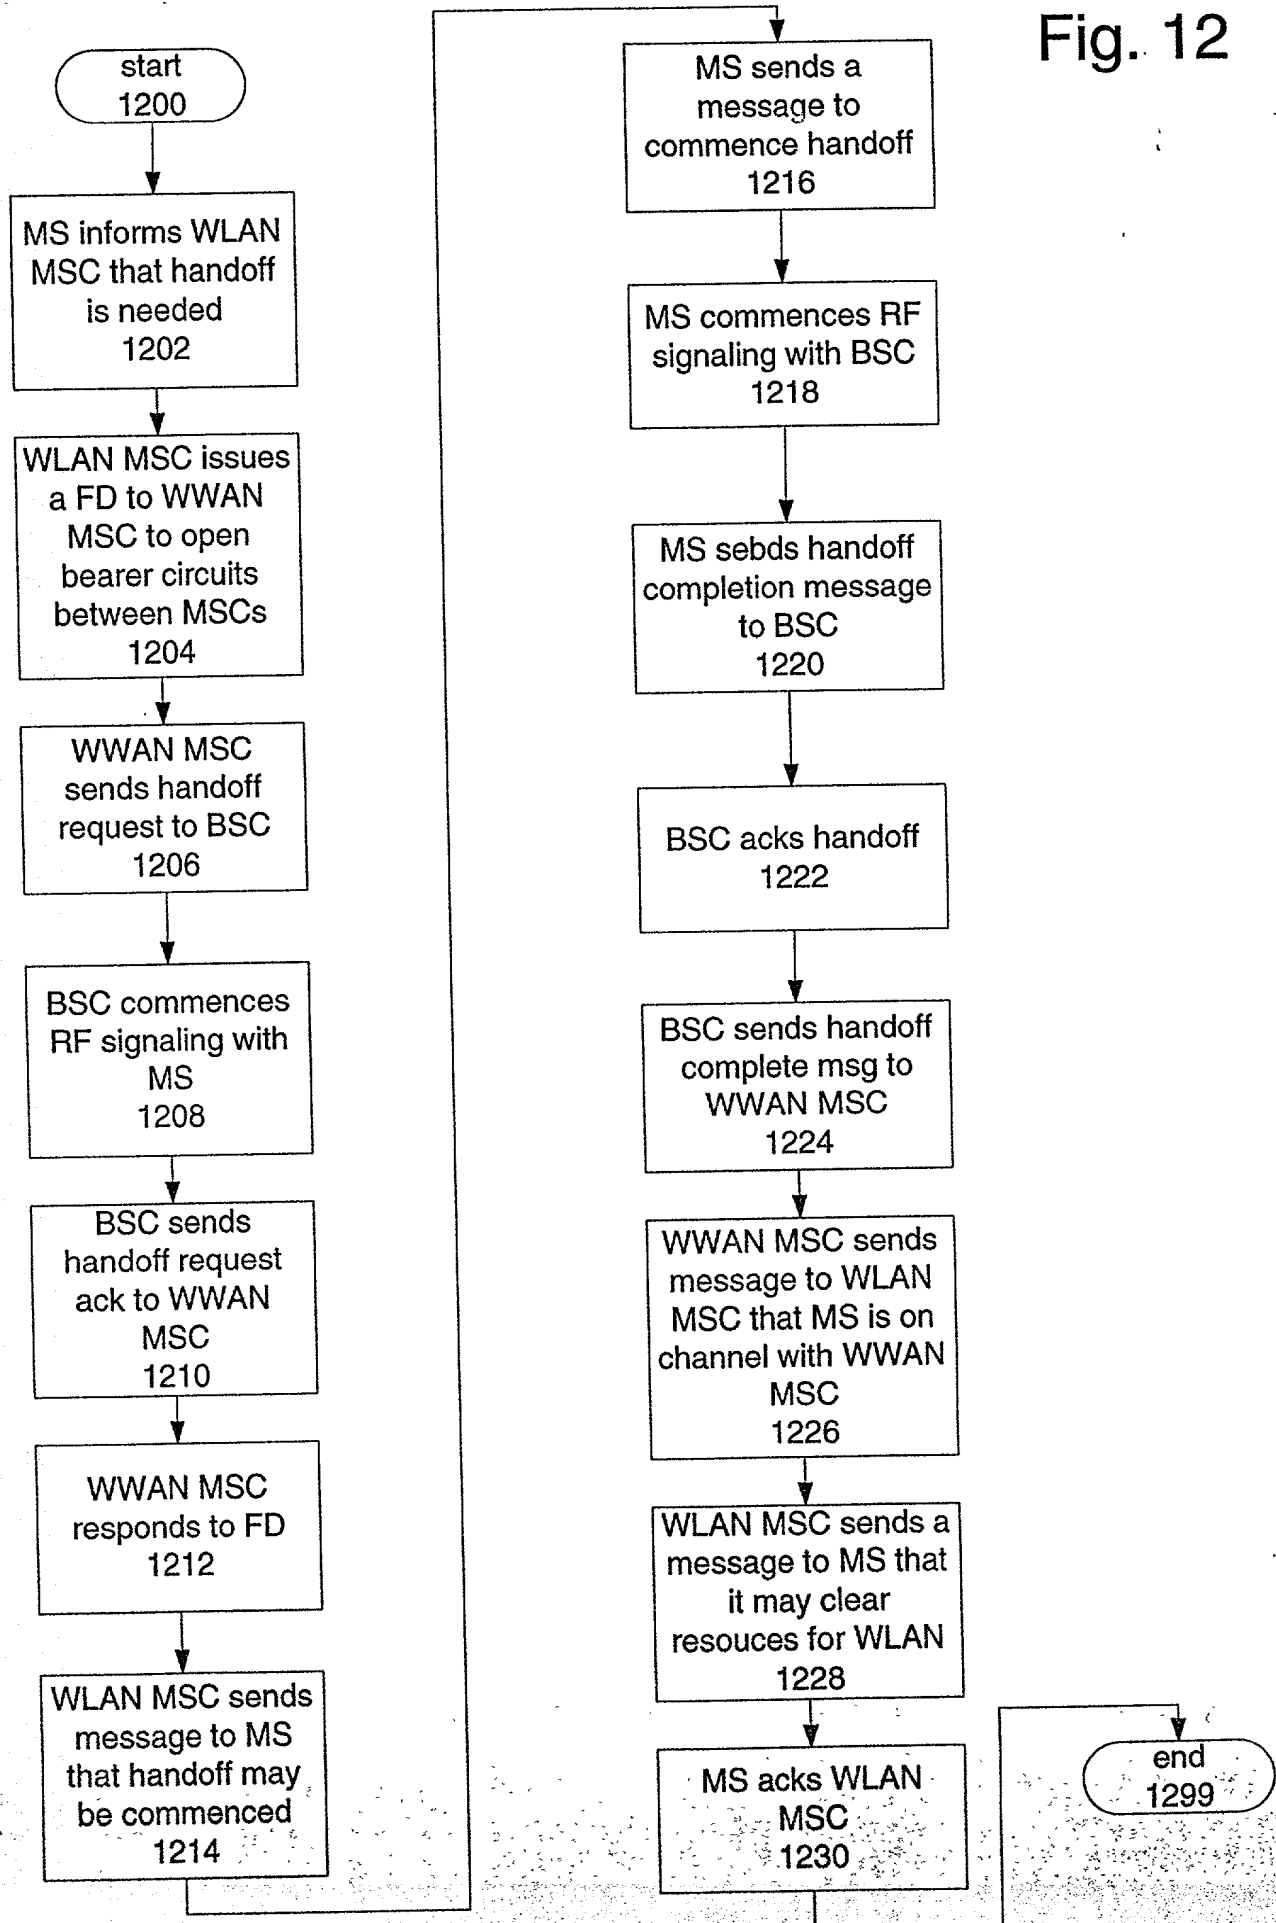 Fig. 12
start
1200
MS informs WLAN
MSC that handoff
is needed
1202
WLAN MSC issues
a FD to WWAN
MSC to open
bearer circuits
between MSCs
1204
WWAN MSC
sends handoff
request to BSC
1206
BSC commences
RF signaling with
MS
1208
BSC sends
handoff request
ack to WWAN
MSC
1210
WWAN MSC
responds to FD
1212
WLAN MSC sends
message to MS
that handoff may
be commenced
1214
MS sends a
message to
commence handoff
1216
MS commences RF
signaling with BSC
1218
MS sebds handoff
completion message
to BSC
1220
BSC acks handoff
1222
BSC sends handoff
complete msg to
WWAN MSC
1224
WWAN MSC sends
message to WLAN
MSC that MS is on
channel with WWAN
MSC
1226
WLAN MSC sends a
message to MS that
it may clear
resouces for WLAN
1228
MS acks WLAN
MSC
1230
end
1299